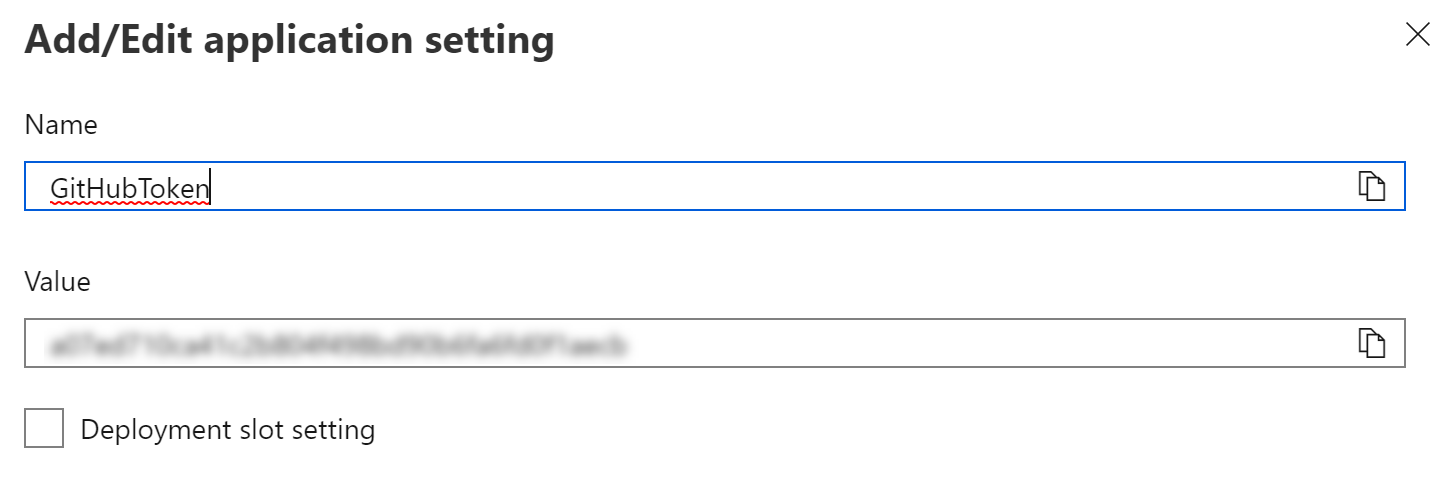 Add/Edit application setting
Name
GitHubToken
Value
Deployment slot setting